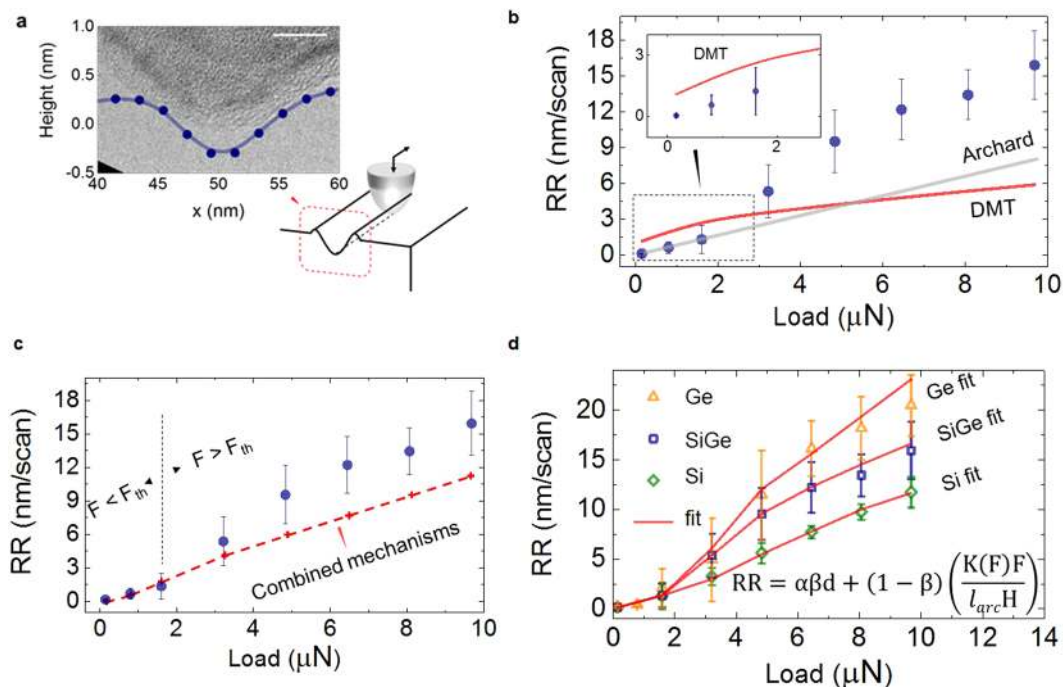 a
Height (nm)
1.0
0.5
0.0
-0.5
40 45 50 55 60
x (nm)
b
RR (nm/scan)
18
15
12
9
6
3
0
DMT
3
0
0 2
Archard
DMT
0 2 4 6 8 10
Load (μN)
c
RR (nm/scan)
18
15
12
9
6
3
0
F < Fth
F > Fth
Combined mechanisms
0 2 4 6 8 10
Load (μN)
d
RR (nm/scan)
20
15
10
5
0
Ge
SiGe
Si
fit
Ge fit
SiGe fit
Si fit
RR = αβd + (1 − β) (K(F)F / l_arc H)
0 2 4 6 8 10 12 14
Load (μN)